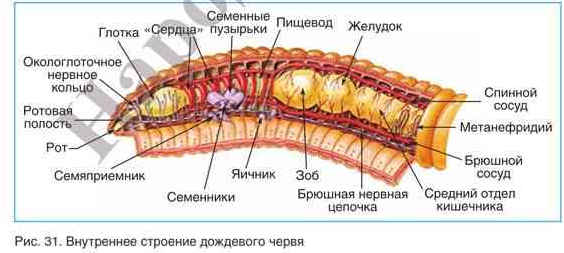 Семенные
Глотка «Сердца» пузырьки Пищевод Желудок
Окологлоточное
нервное
кольцо
Ротовая
полость
Рот
Семяприемник
Семенники
Яичник
Зоб
Брюшная нервная
цепочка
Средний отдел
кишечника
Брюшной
сосуд
Метанефридий
Спинной
сосуд
Рис. 31. Внутреннее строение дождевого червя